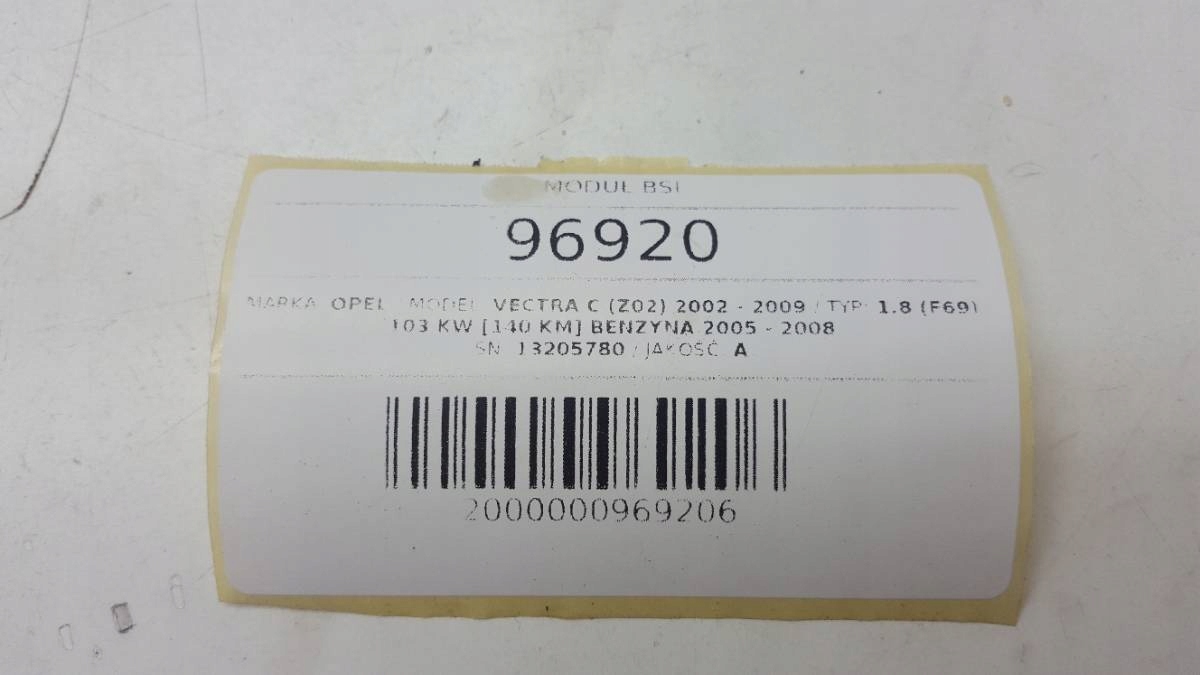 MODUŁ BSI
96920
MARKA: OPEL / MODEL: VECTRA C (Z02) 2002 - 2009 / TYP: 1.8 (F69)
103 KW [140 KM] BENZYNA 2005 - 2008
SN: 13205780 / JAKOŚĆ: A
2000000969206